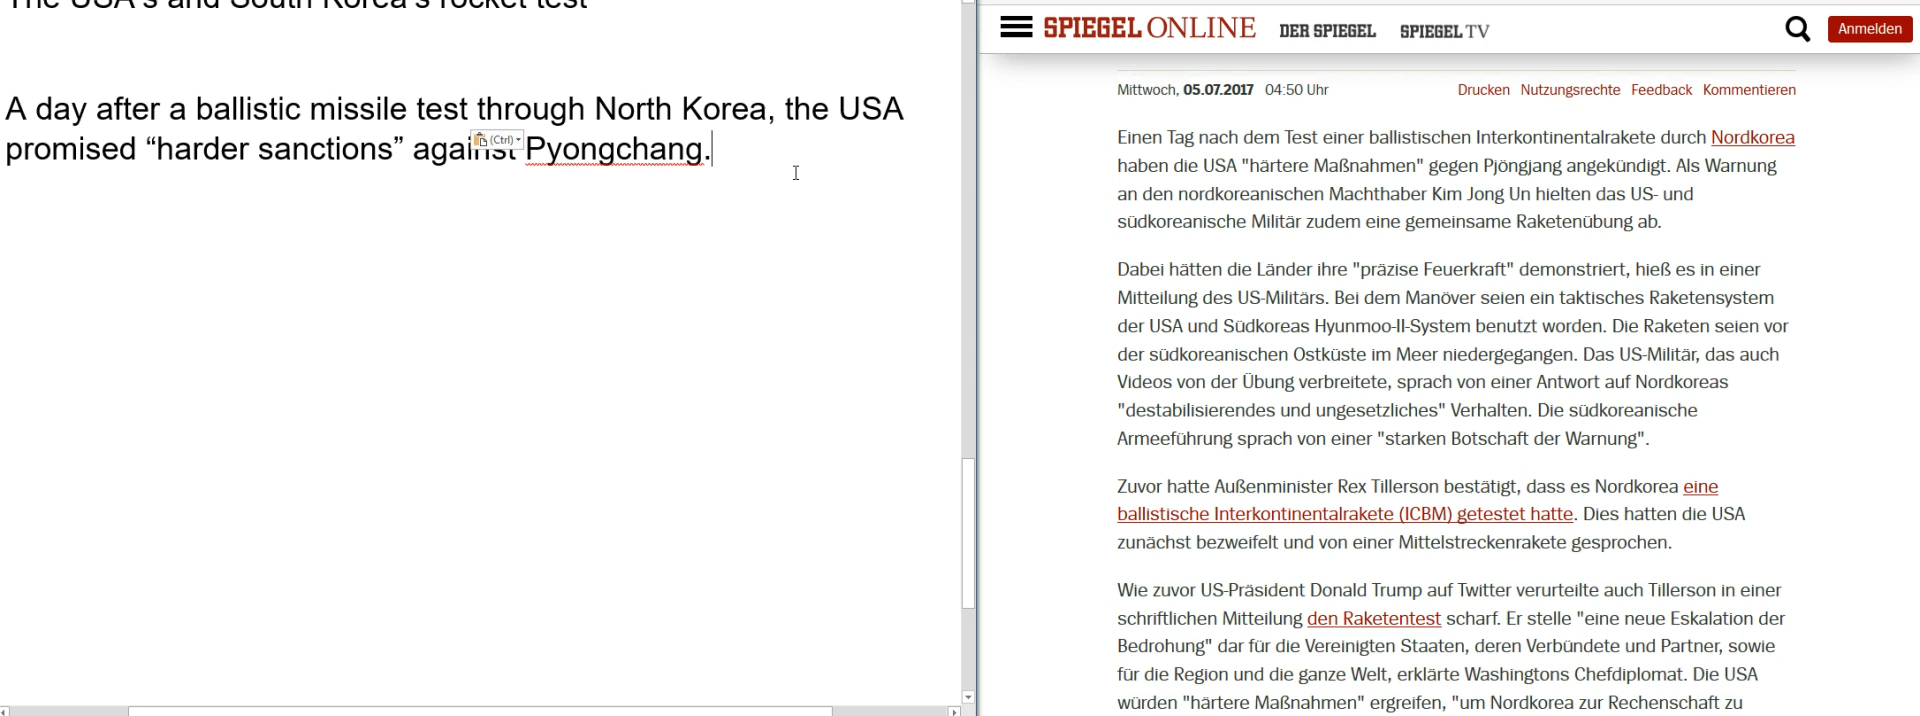 The USA's and South Korea's rocket test
A day after a ballistic missile test through North Korea, the USA
promised “harder sanctions” against Pyongchang.
(Ctrl)
SPIEGEL ONLINE DER SPIEGEL SPIEGEL TV Anmelden
Mittwoch, 05.07.2017 04:50 Uhr Drucken Nutzungsrechte Feedback Kommentieren
Einen Tag nach dem Test einer ballistischen Interkontinentalrakete durch Nordkorea
haben die USA "härtere Maßnahmen" gegen Pjöngjang angekündigt. Als Warnung
an den nordkoreanischen Machthaber Kim Jong Un hielten das US- und
südkoreanische Militär zudem eine gemeinsame Raketenübung ab.
Dabei hätten die Länder ihre "präzise Feuerkraft" demonstriert, hieß es in einer
Mitteilung des US-Militärs. Bei dem Manöver seien ein taktisches Raketensystem
der USA und Südkoreas Hyunmoo-II-System benutzt worden. Die Raketen seien vor
der südkoreanischen Ostküste im Meer niedergegangen. Das US-Militär, das auch
Videos von der Übung verbreitete, sprach von einer Antwort auf Nordkoreas
"destabilisierendes und ungesetzliches" Verhalten. Die südkoreanische
Armeeführung sprach von einer "starken Botschaft der Warnung".
Zuvor hatte Außenminister Rex Tillerson bestätigt, dass es Nordkorea eine
ballistische Interkontinentalrakete (ICBM) getestet hatte. Dies hatten die USA
zunächst bezweifelt und von einer Mittelstreckenrakete gesprochen.
Wie zuvor US-Präsident Donald Trump auf Twitter verurteilte auch Tillerson in einer
schriftlichen Mitteilung den Raketentest scharf. Er stelle "eine neue Eskalation der
Bedrohung" dar für die Vereinigten Staaten, deren Verbündete und Partner, sowie
für die Region und die ganze Welt, erklärte Washingtons Chefdiplomat. Die USA
würden "härtere Maßnahmen" ergreifen, "um Nordkorea zur Rechenschaft zu